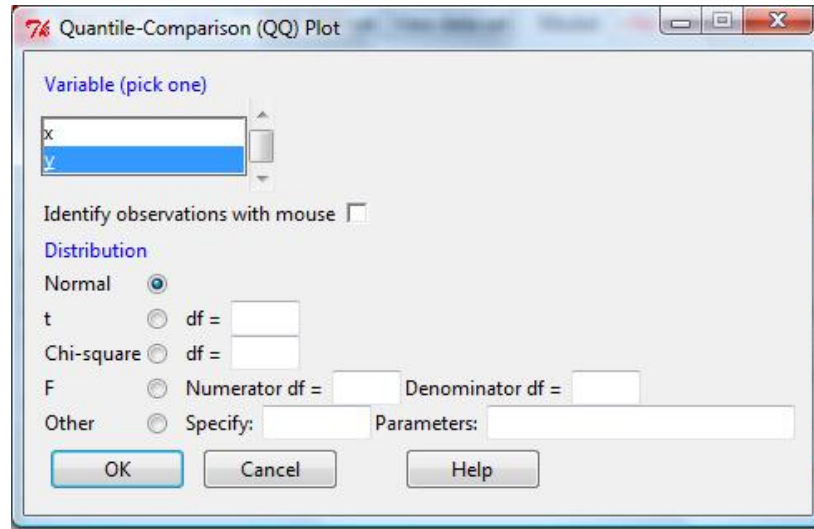 Quantile-Comparison (QQ) Plot
Variable (pick one)
x
y
Identify observations with mouse
Distribution
Normal
t df =
Chi-square df =
F Numerator df = Denominator df =
Other Specify: Parameters:
OK Cancel Help